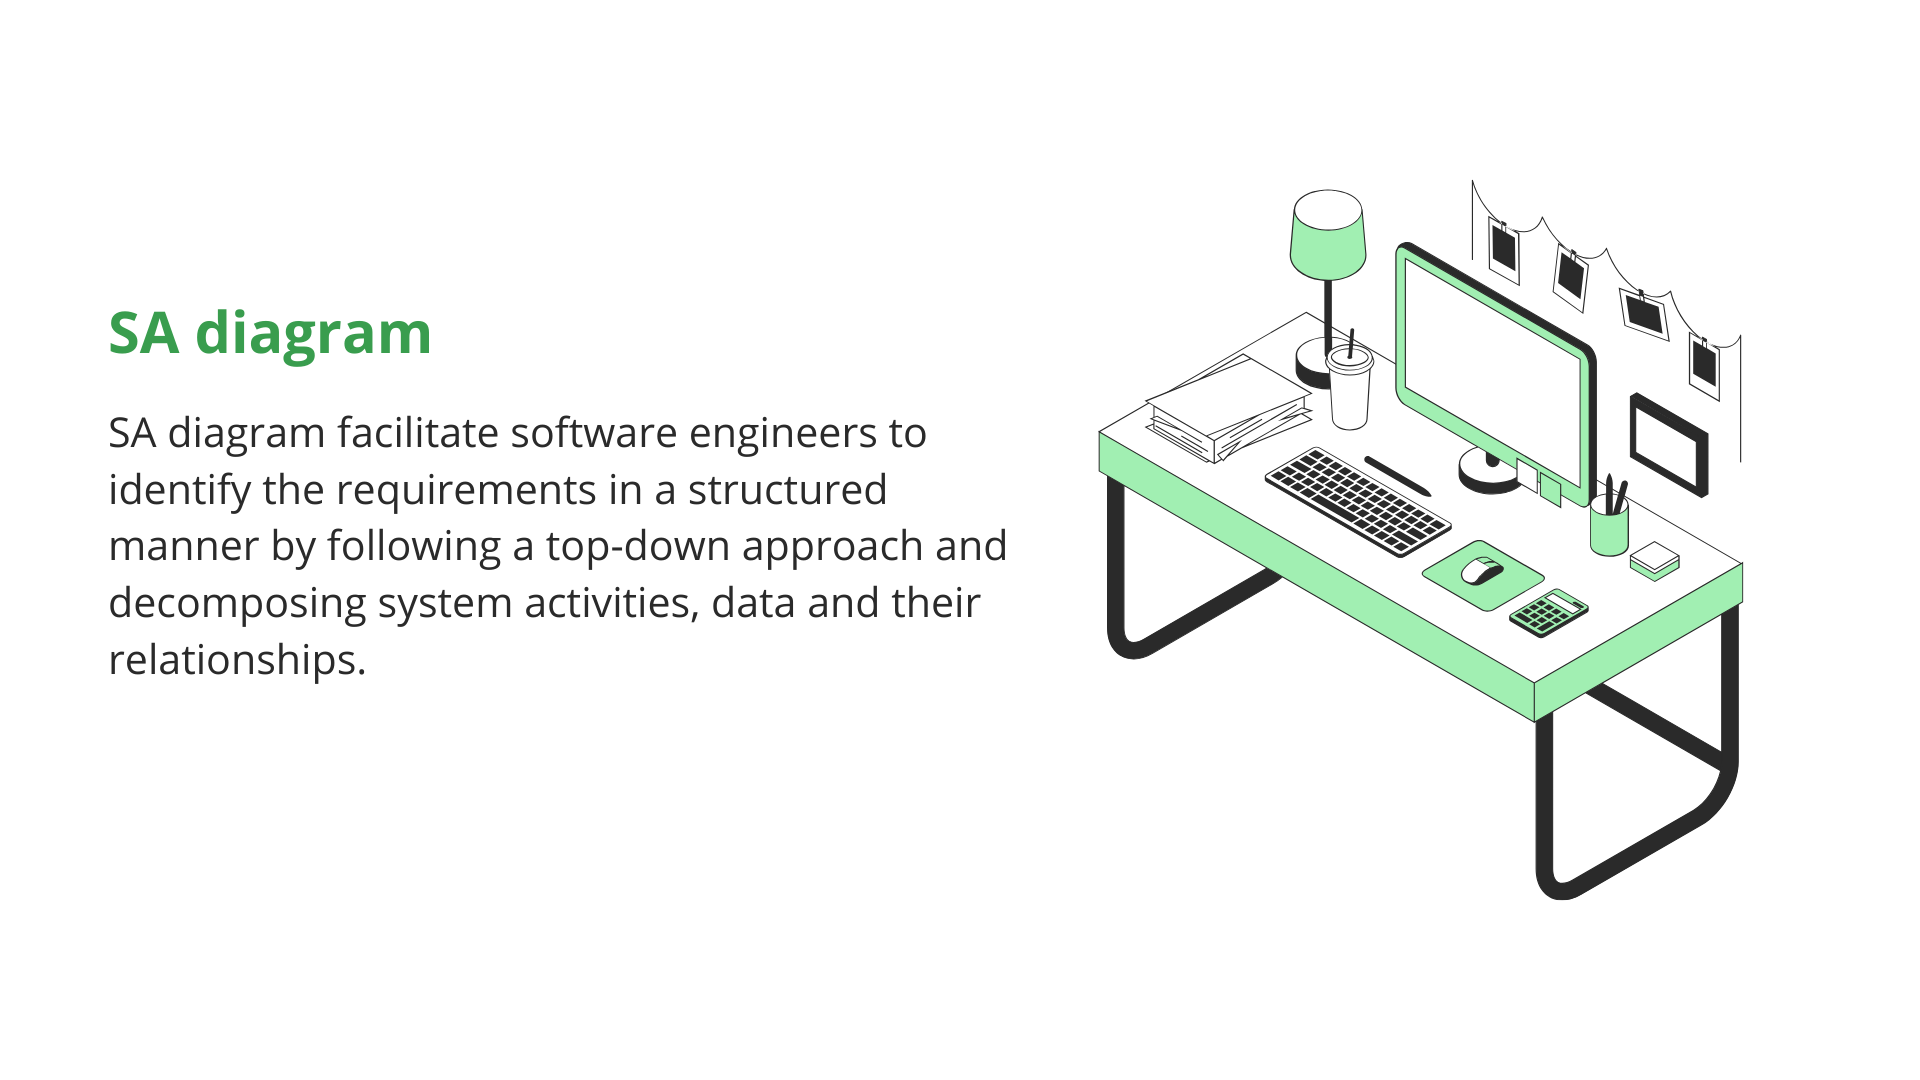 SA diagram
SA diagram facilitate software engineers to
identify the requirements in a structured
manner by following a top-down approach and
decomposing system activities, data and their
relationships.